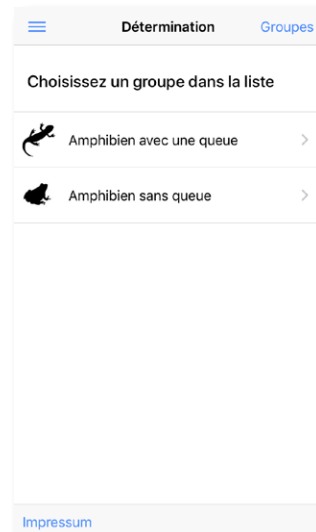 Détermination Groupes
Choisissez un groupe dans la liste
Amphibien avec une queue
Amphibien sans queue
Impressum